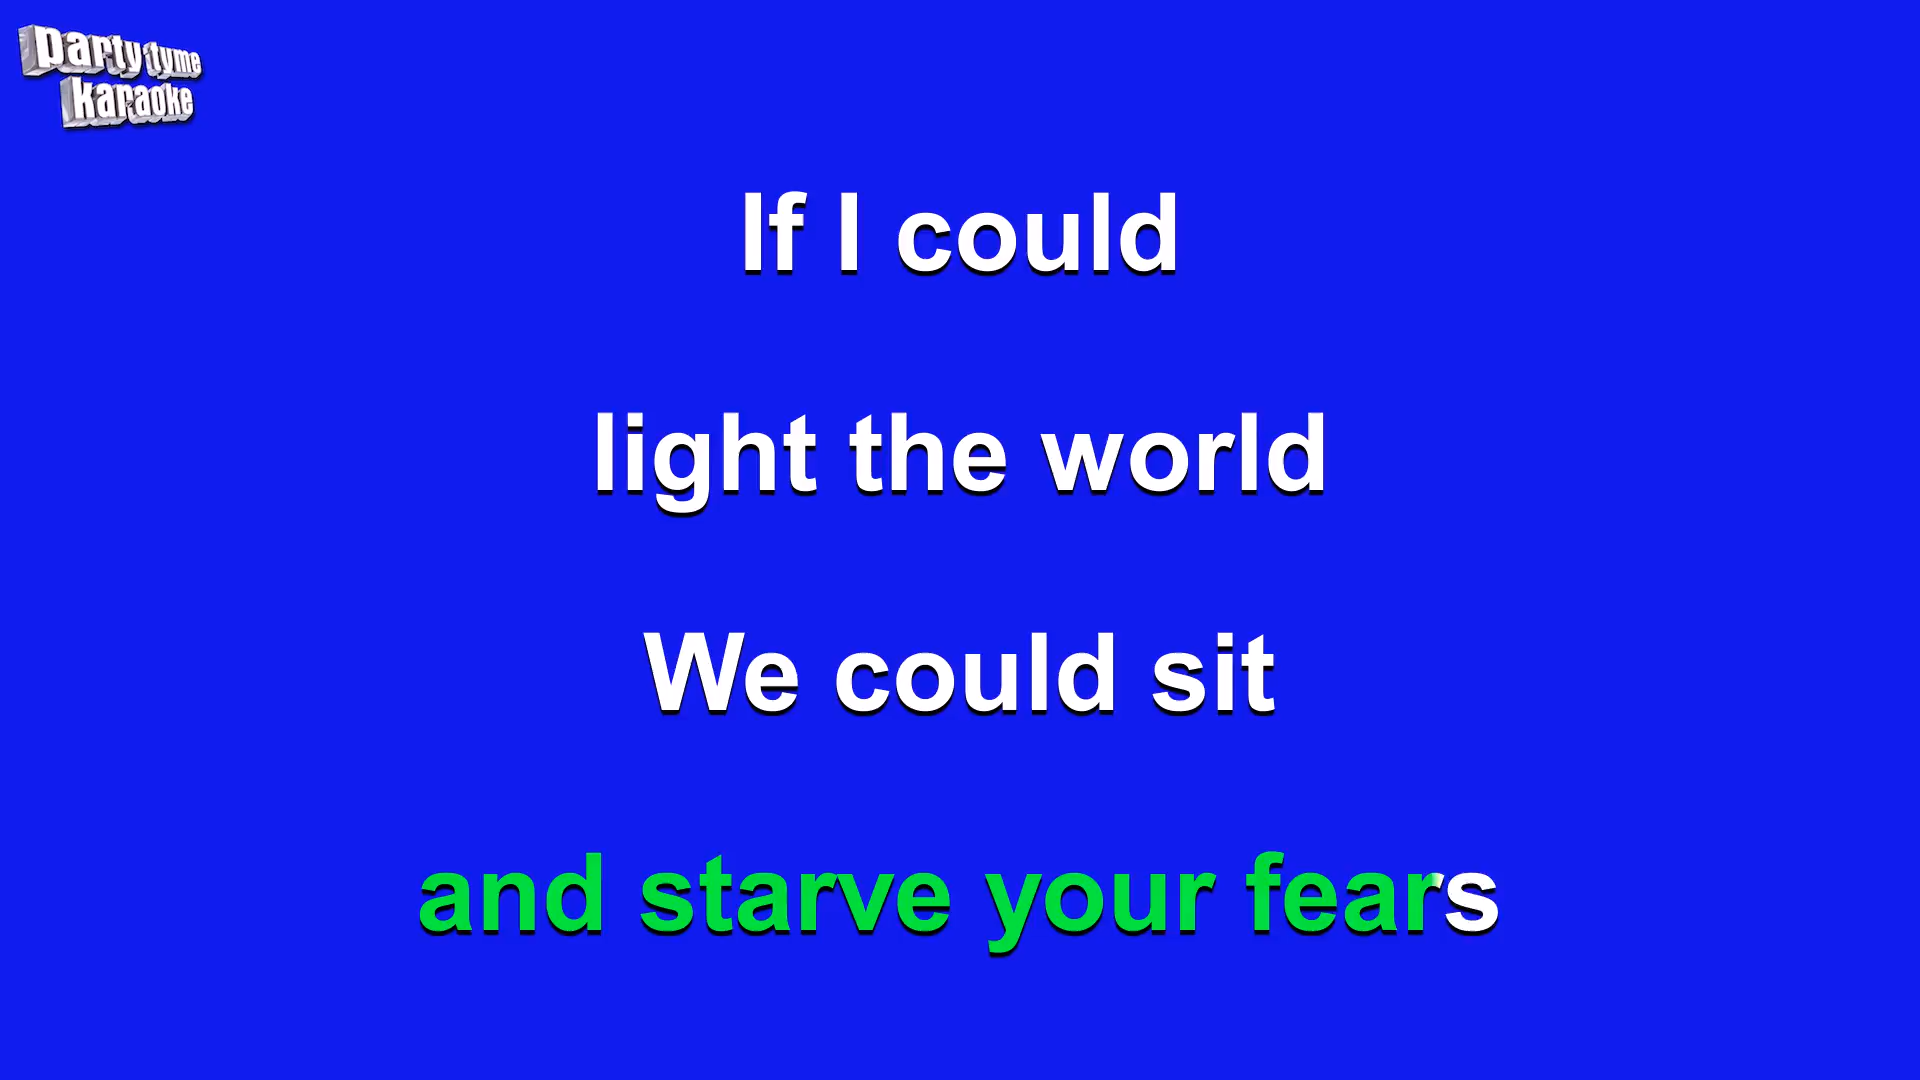 party tyme
karaoke
If I could
light the world
We could sit
and starve your fears